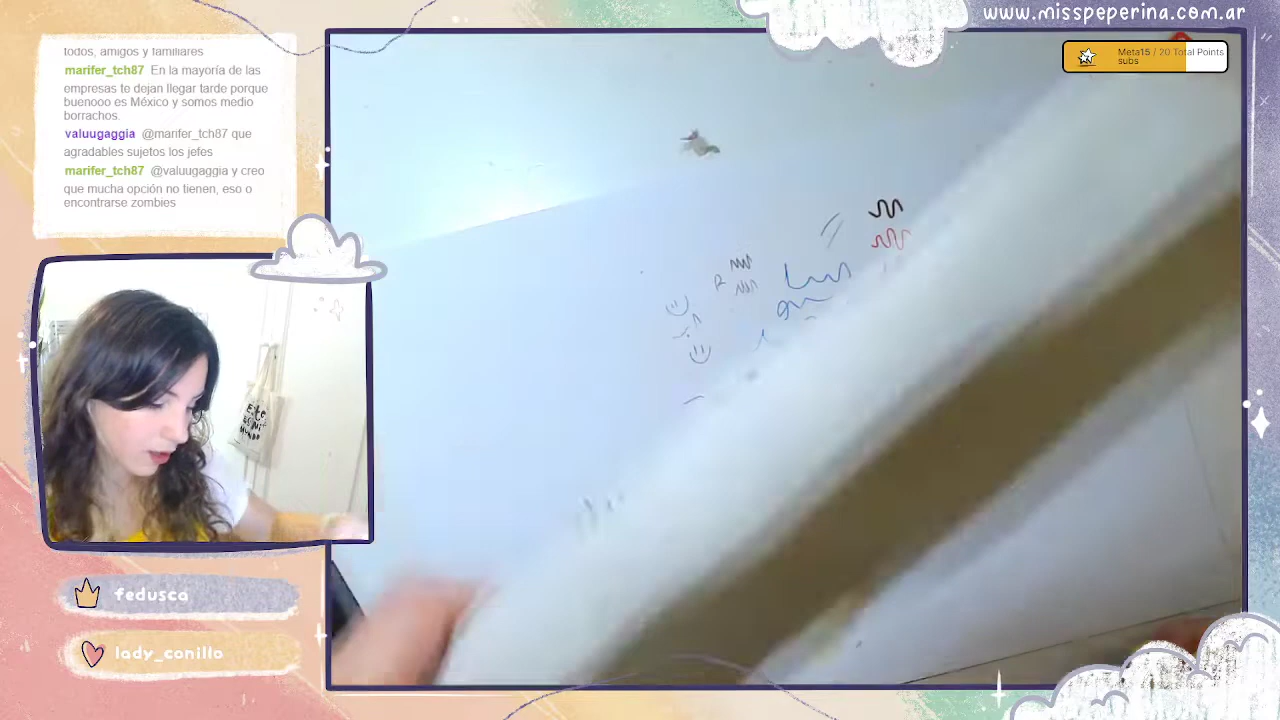 www.misspeperina.com.ar
Meta15 / 20 Total Points
subs
todos, amigos y familiares
marifer_tch87 En la mayoría de las
empresas te dejan llegar tarde porque
buenooo es México y somos medio
borrachos.
valuugaggia @marifer_tch87 que
agradables sujetos los jefes
marifer_tch87 @valuugaggia y creo
que mucha opción no tienen, eso o
encontrarse zombies
MUNDO
fedusca
lady_conilla